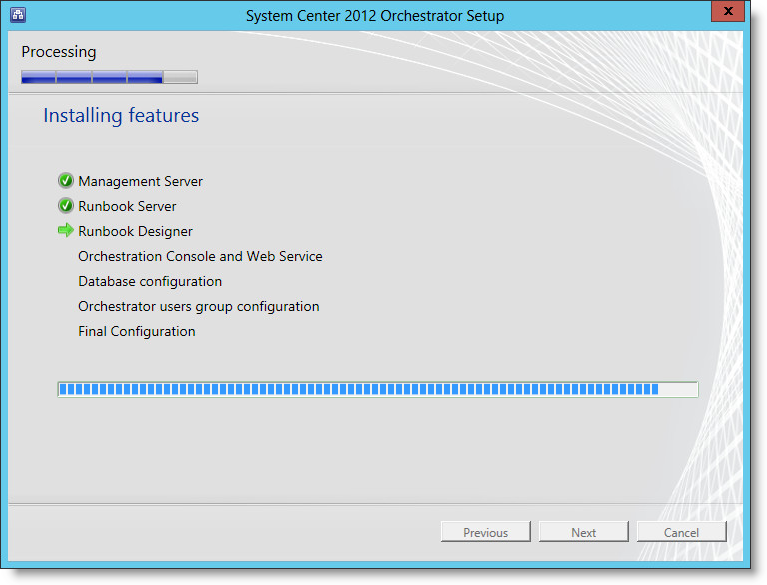 System Center 2012 Orchestrator Setup
x
Processing
Installing features
Management Server
Runbook Server
Runbook Designer
Orchestration Console and Web Service
Database configuration
Orchestrator users group configuration
Final Configuration
Previous Next Cancel